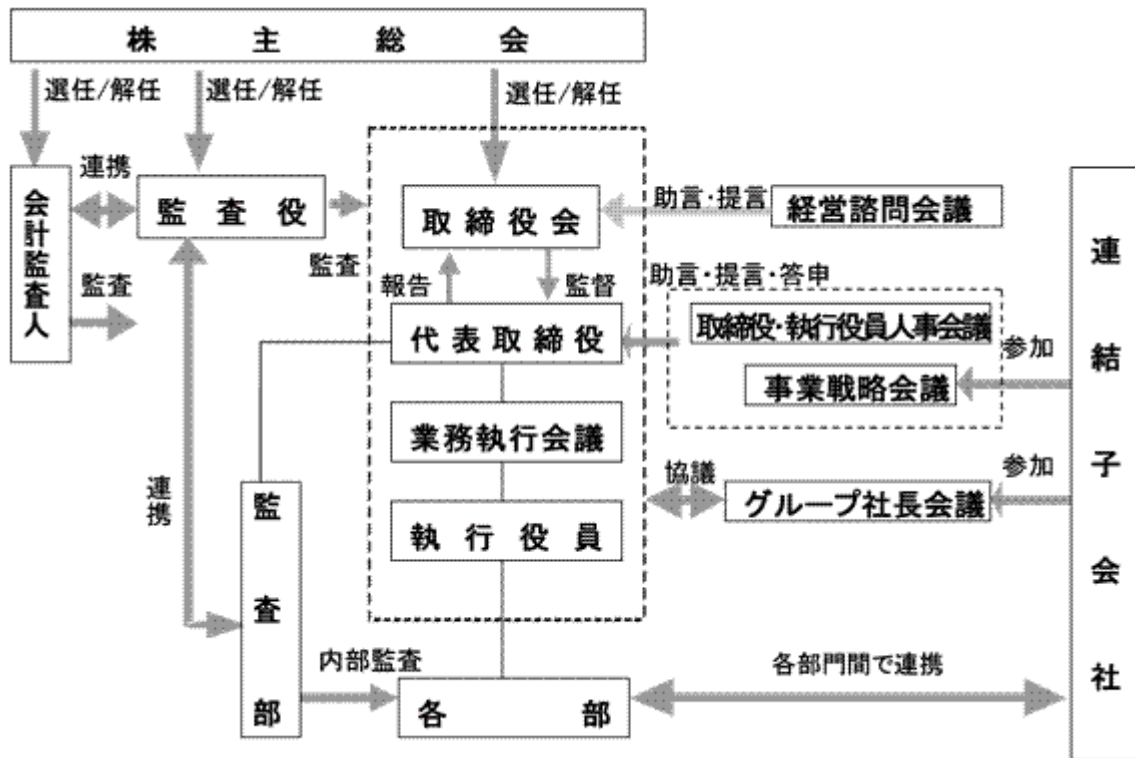 株主総会
選任/解任
選任/解任
選任/解任
会計監査人
連携
監査役
取締役会
助言・提言
経営諮問会議
監査
監査
報告
監督
助言・提言・答申
代表取締役
取締役・執行役員人事会議
事業戦略会議
参加
業務執行会議
協議
グループ社長会議
参加
執行役員
連携
監査部
内部監査
各部
各部門間で連携
連結子会社